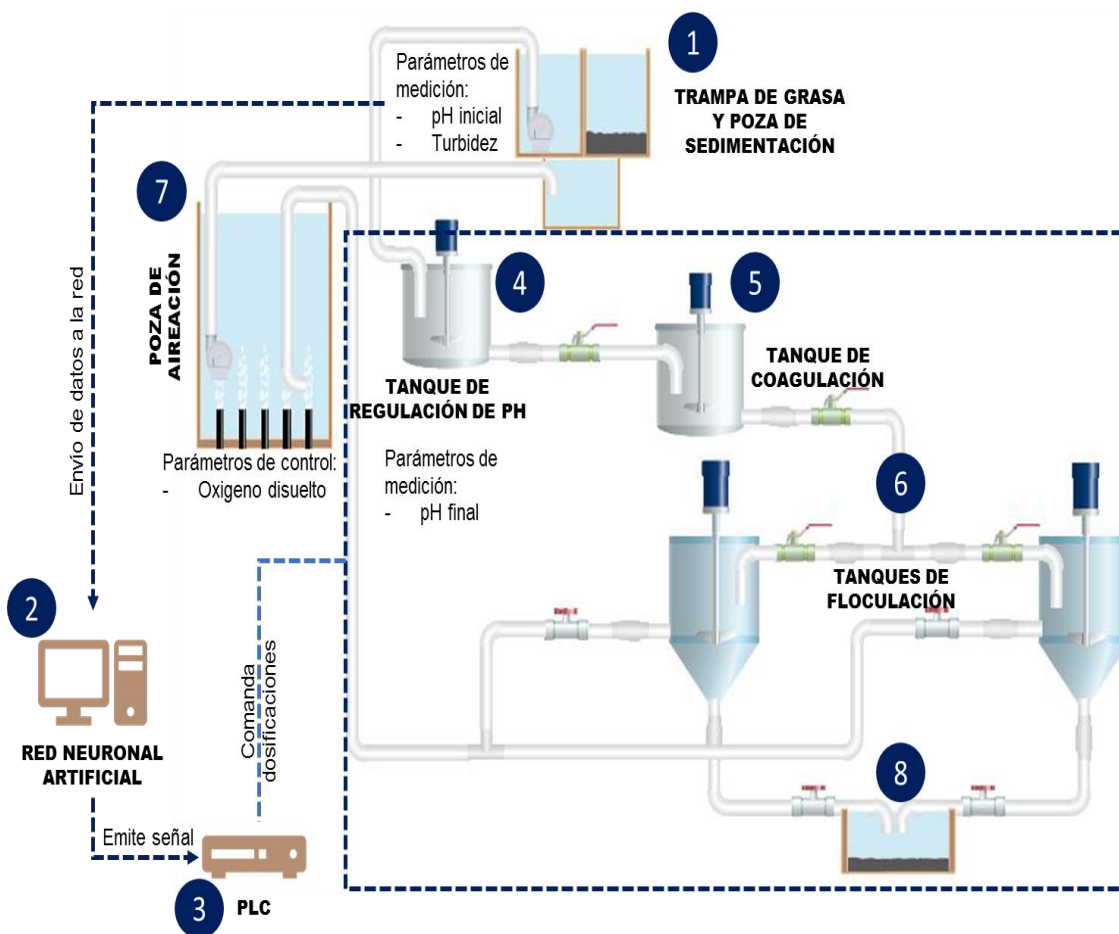 1
TRAMPA DE GRASA
Y POZA DE
SEDIMENTACIÓN
Parámetros de
medición:
- pH inicial
- Turbidez
7
POZA DE
AIREACIÓN
Parámetros de control:
- Oxigeno disuelto
4
TANQUE DE
REGULACIÓN DE PH
Parámetros de
medición:
- pH final
5
TANQUE DE
COAGULACIÓN
6
TANQUES DE
FLOCULACIÓN
Envío de datos a la red
2
RED NEURONAL
ARTIFICIAL
Emite señal
3
PLC
Comanda
dosificaciones
8